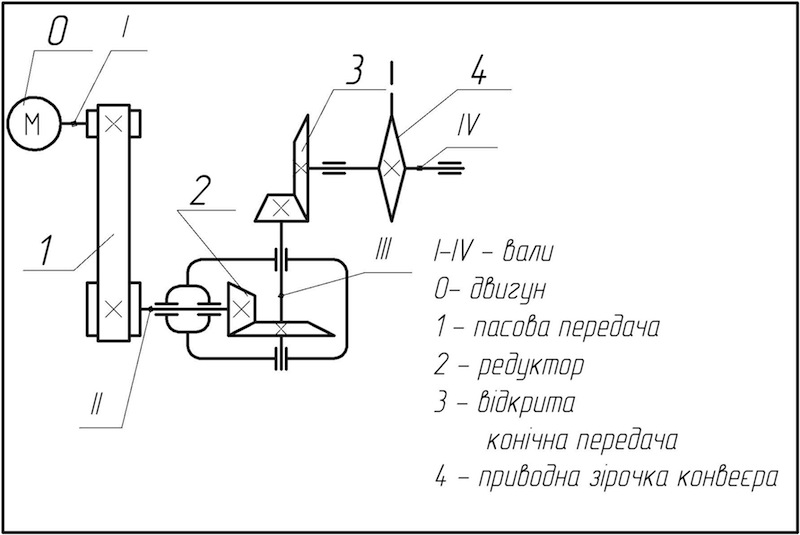 0
I
M
3
4
IV
2
1
III
II
I-IV – вали
0- двигун
1 – пасова передача
2 – редуктор
3 – відкрита
конічна передача
4 – приводна зірочка конвеєра